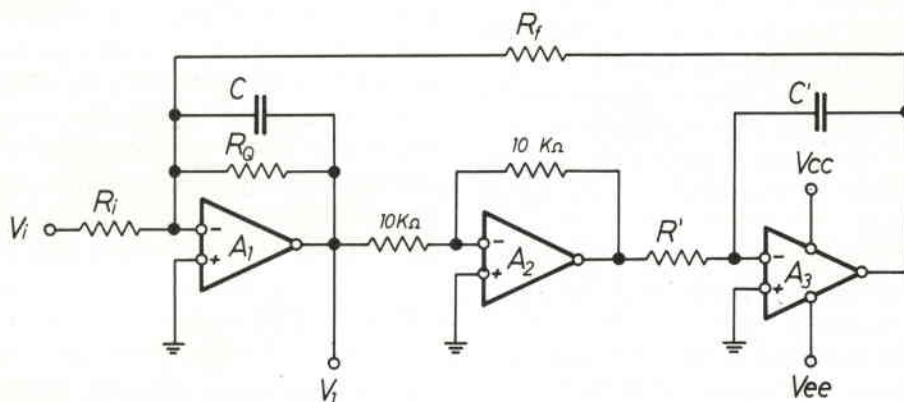 Rf
C
C'
RQ
10 KΩ
Vcc
Vi
Ri
-
+
A1
10KΩ
-
+
A2
R'
-
+
A3
V1
Vee